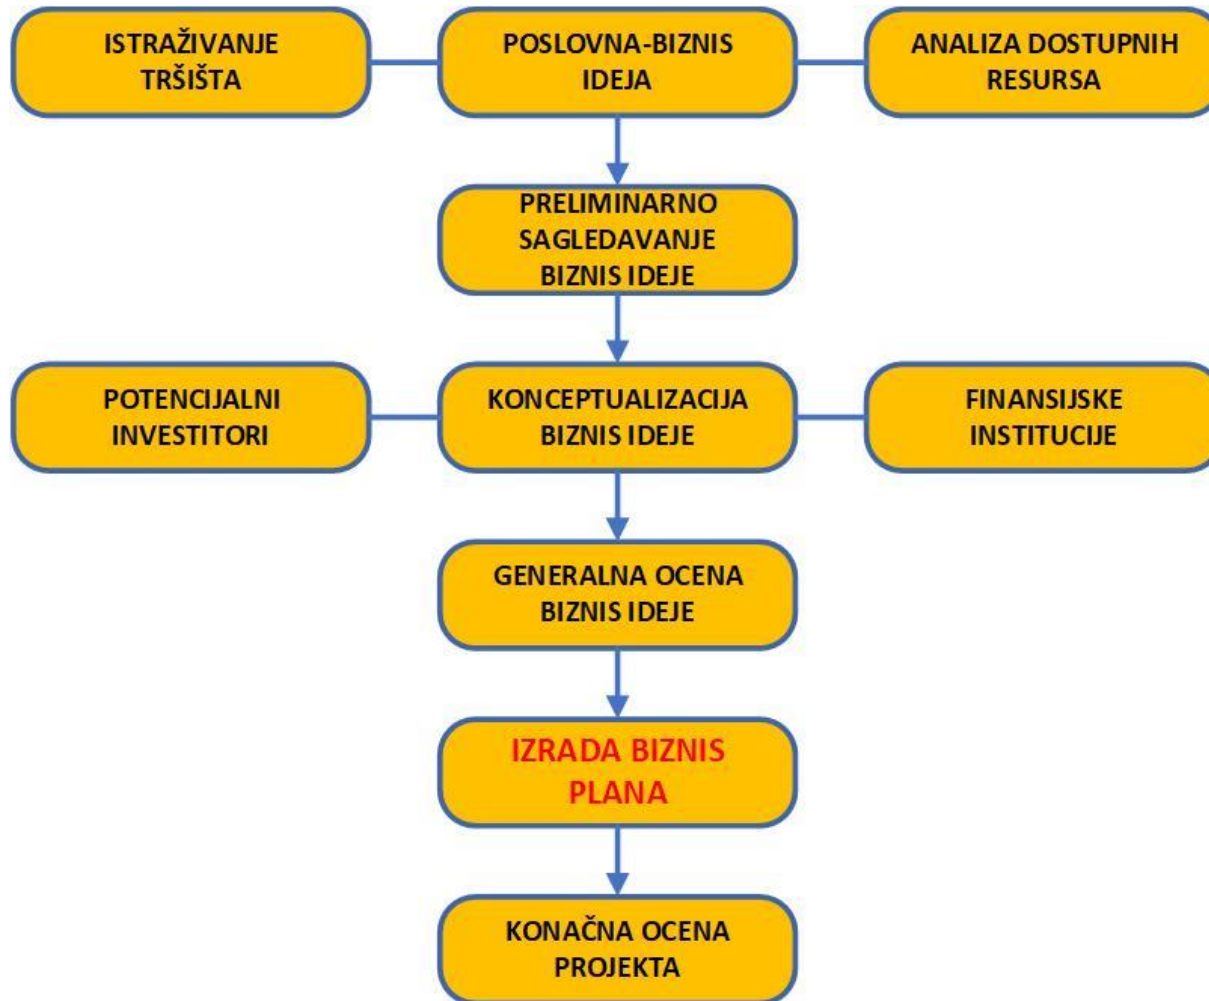 ISTRAŽIVANJE
TRŠIŠTA
POSLOVNA-BIZNIS
IDEJA
ANALIZA DOSTUPNIH
RESURSA
PRELIMINARNO
SAGLEDAVANJE
BIZNIS IDEJE
POTENCIJALNI
INVESTITORI
KONCEPTUALIZACIJA
BIZNIS IDEJE
FINANSIJSKE
INSTITUCIJE
GENERALNA OCENA
BIZNIS IDEJE
IZRADA BIZNIS
PLANA
KONAČNA OCENA
PROJEKTA